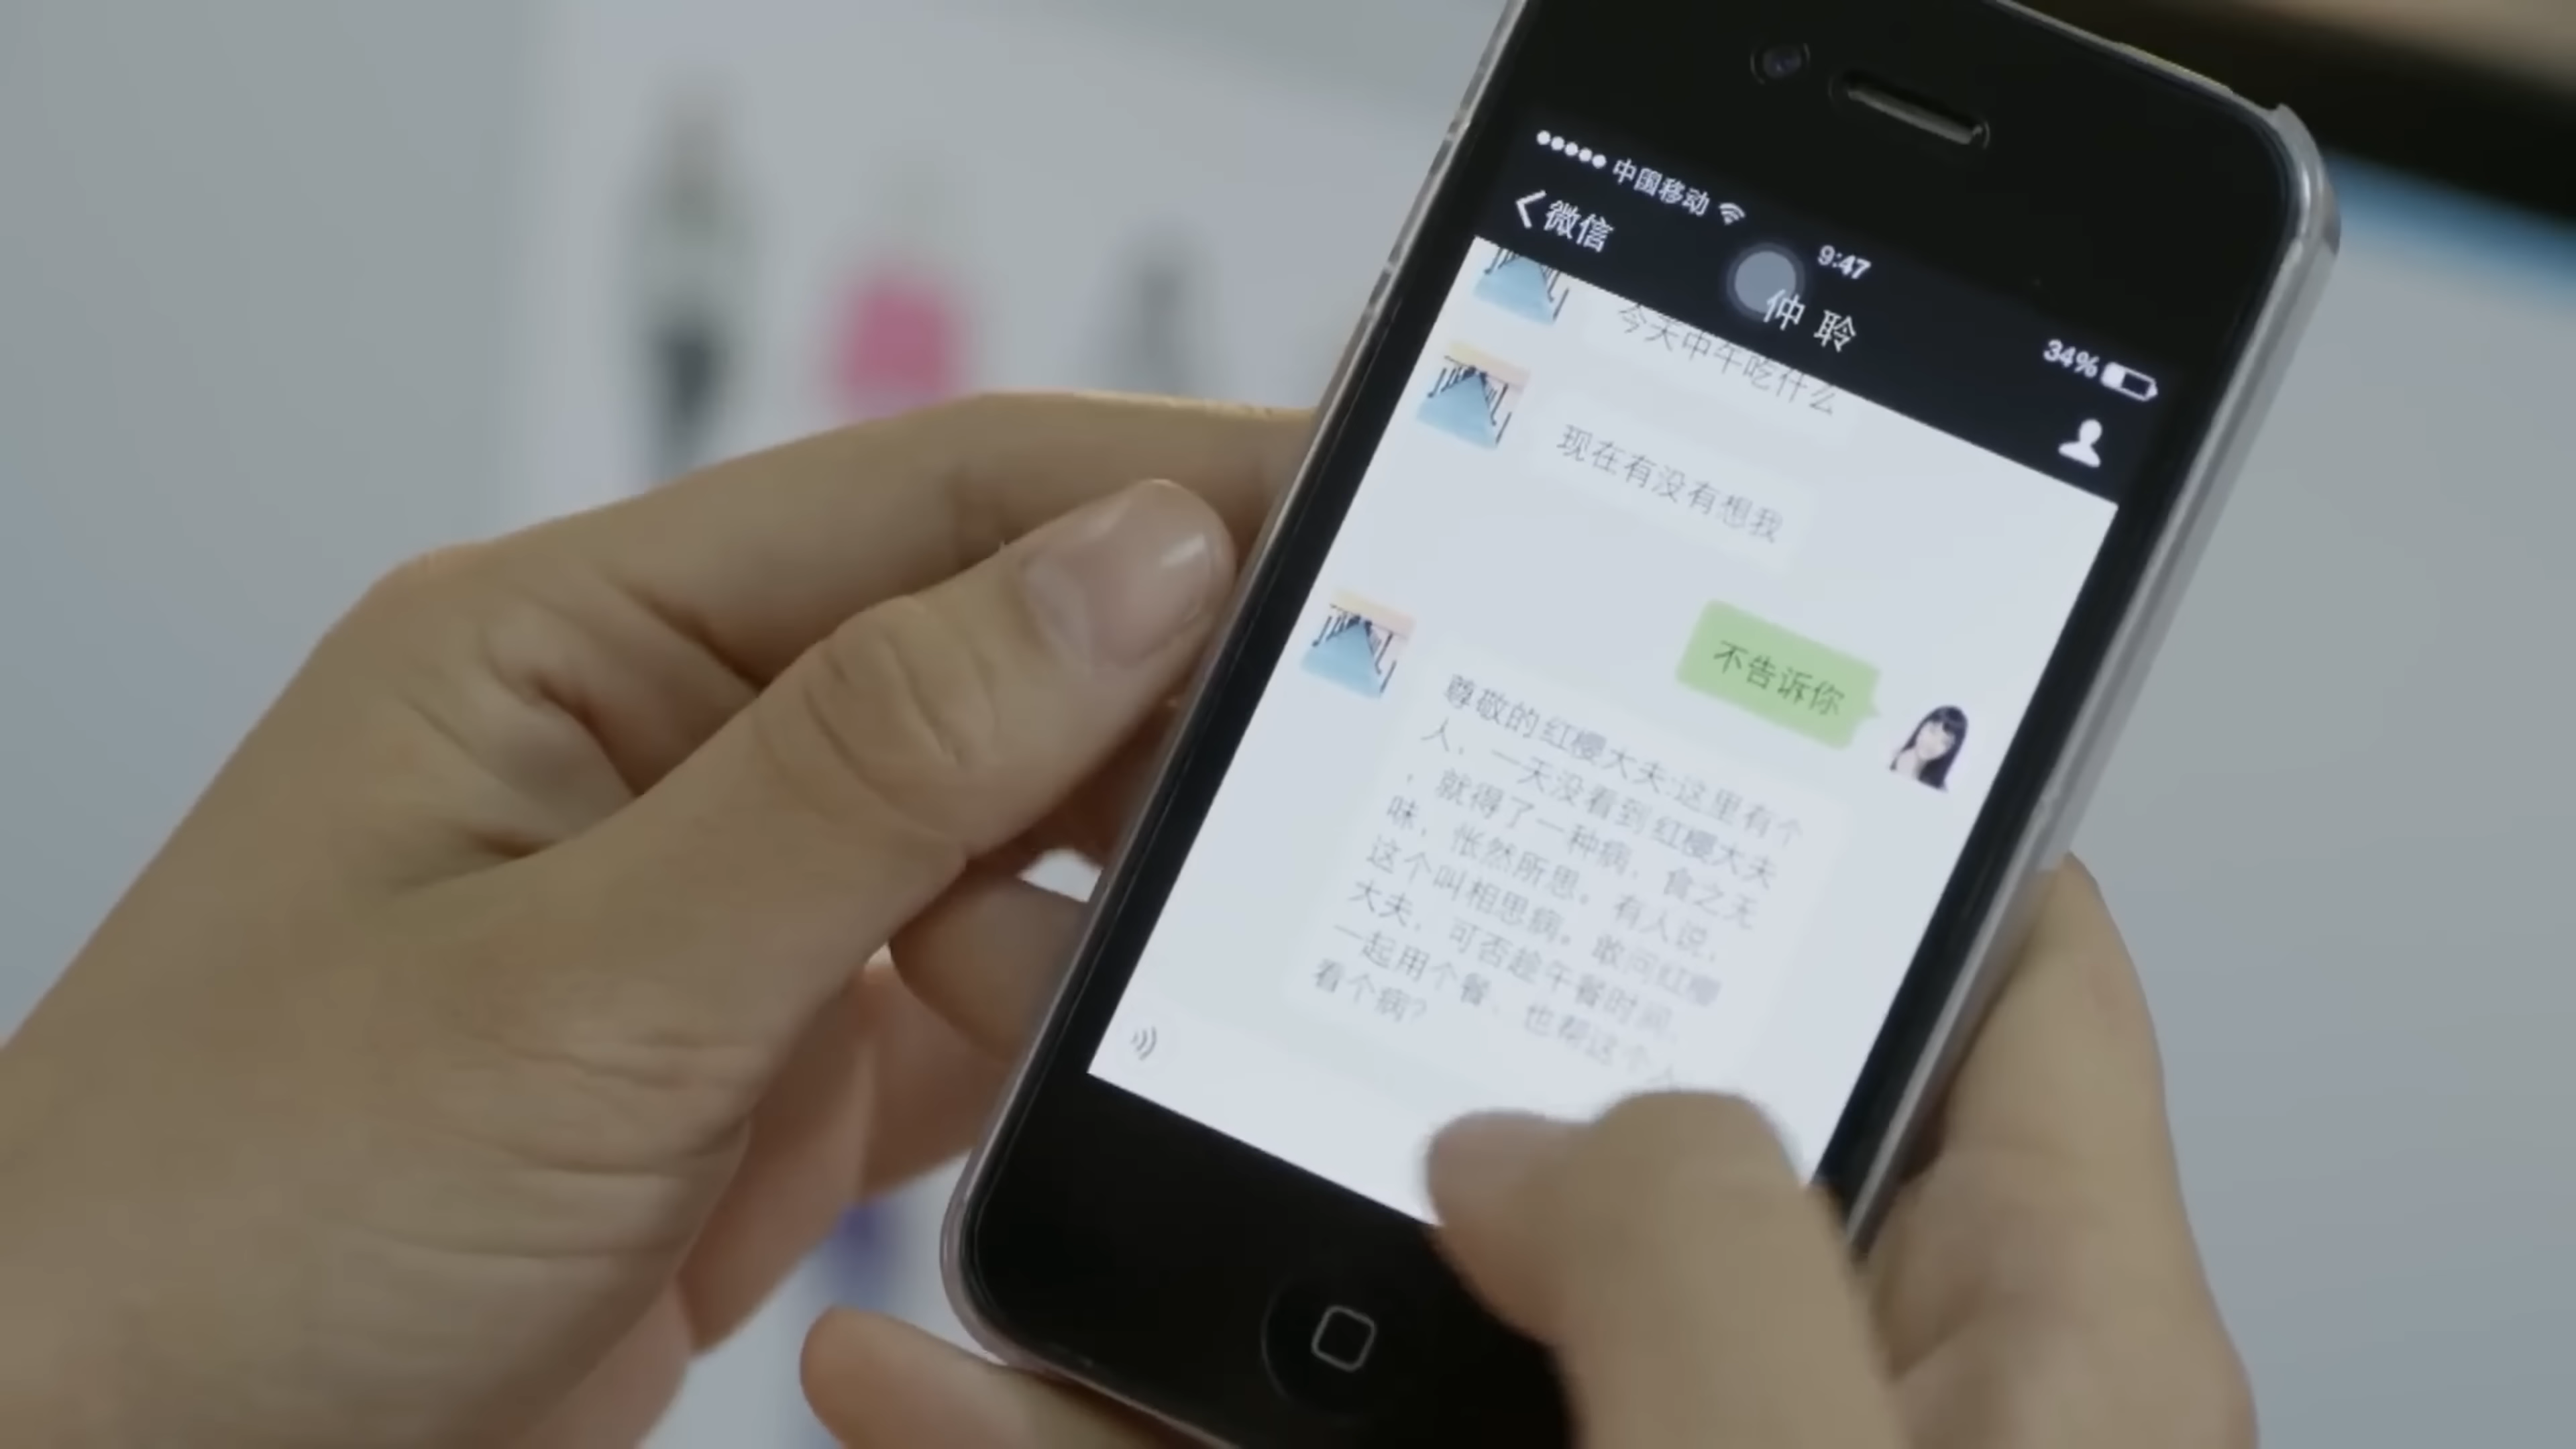 中国移动
9:47
34%
微信
仲 聆
今天中午吃什么
现在有没有想我
不告诉你
尊敬的红樱大夫:这里有个
人，一天没看到红樱大夫
，就得了一种病，食之无
味，怅然所思。有人说，
这个叫相思病。敢问红樱
大夫，可否趁午餐时间，
一起用个餐，也帮这个人
看个病?